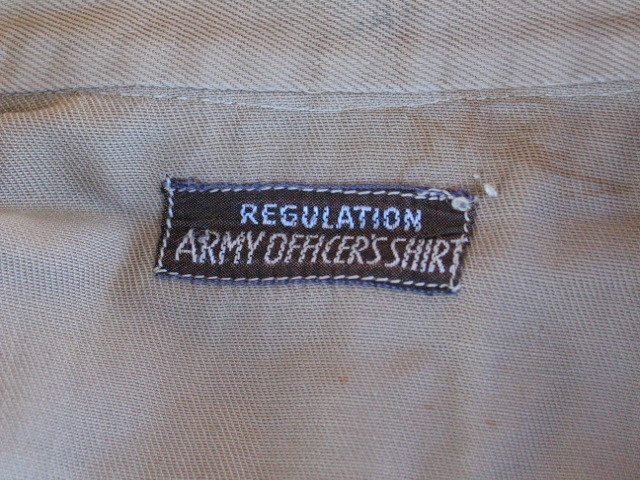 REGULATION
ARMY OFFICER'S SHIRT